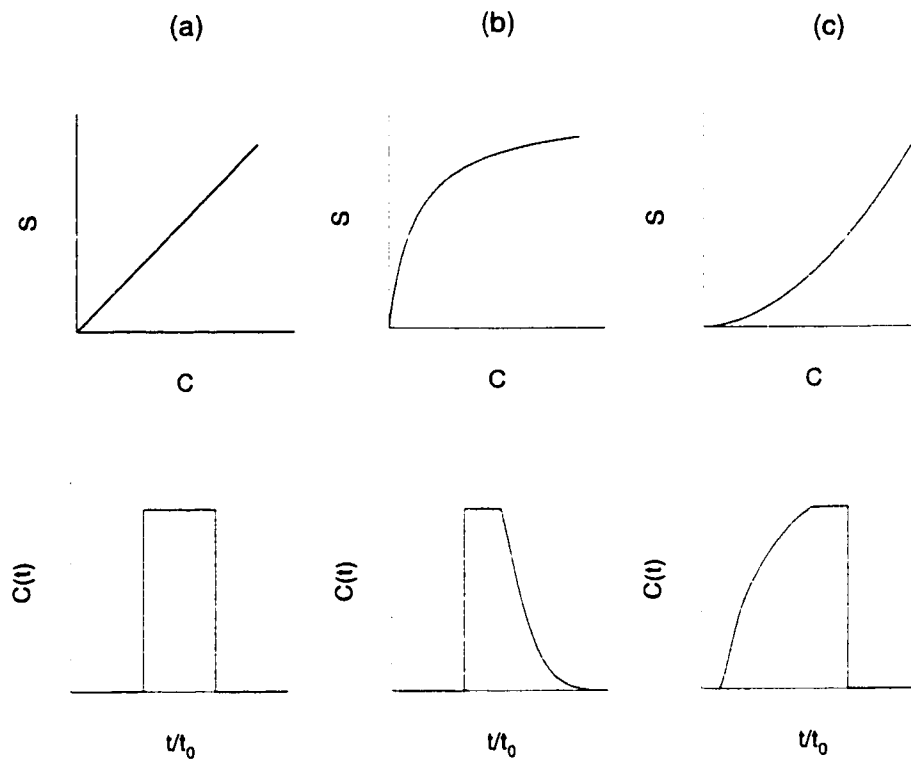 (a) (b) (c)
S S S
C C C
C(t) C(t) C(t)
t/t₀ t/t₀ t/t₀